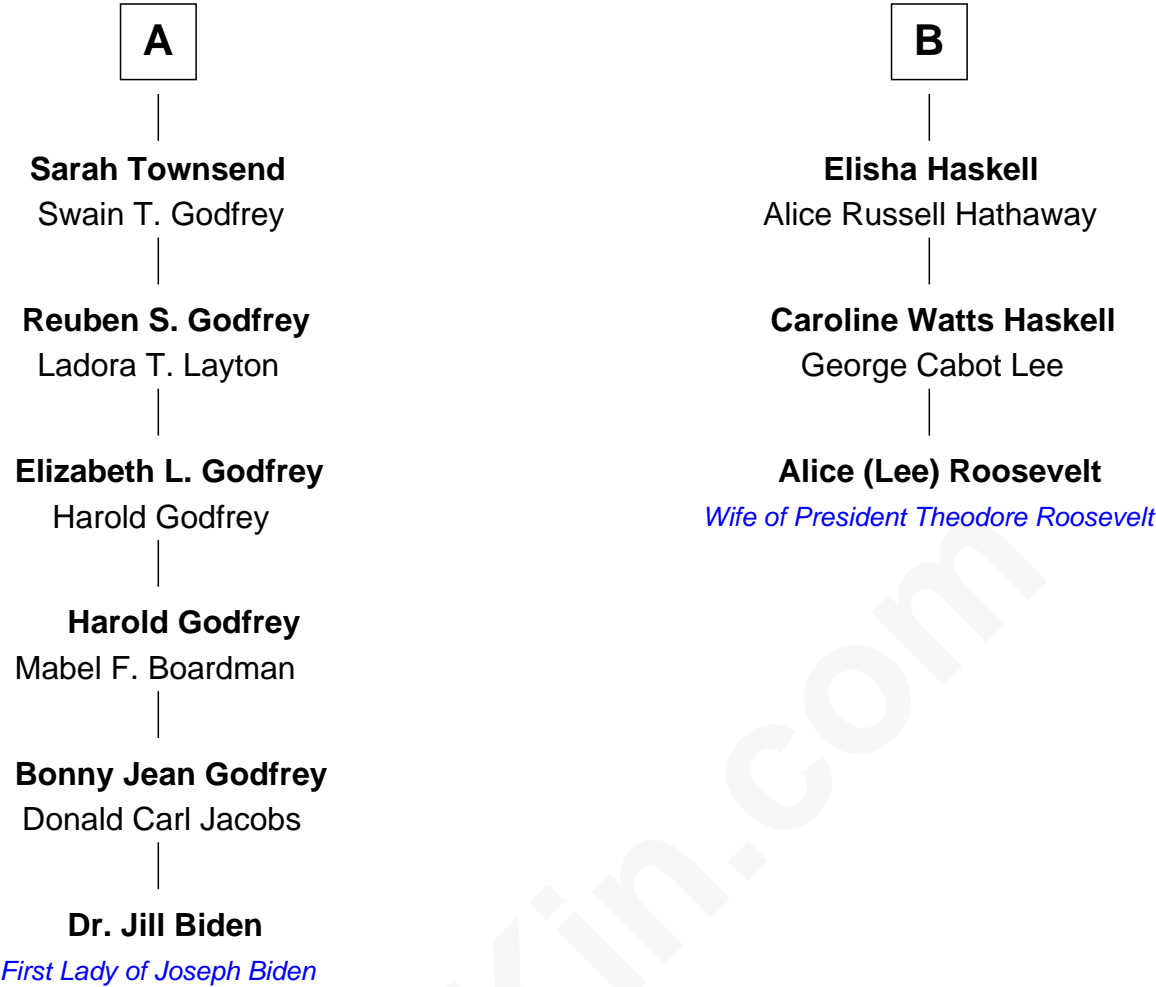 A
Sarah Townsend
Swain T. Godfrey
Reuben S. Godfrey
Ladora T. Layton
Elizabeth L. Godfrey
Harold Godfrey
Harold Godfrey
Mabel F. Boardman
Bonny Jean Godfrey
Donald Carl Jacobs
Dr. Jill Biden
First Lady of Joseph Biden
B
Elisha Haskell
Alice Russell Hathaway
Caroline Watts Haskell
George Cabot Lee
Alice (Lee) Roosevelt
Wife of President Theodore Roosevelt
Kin.com